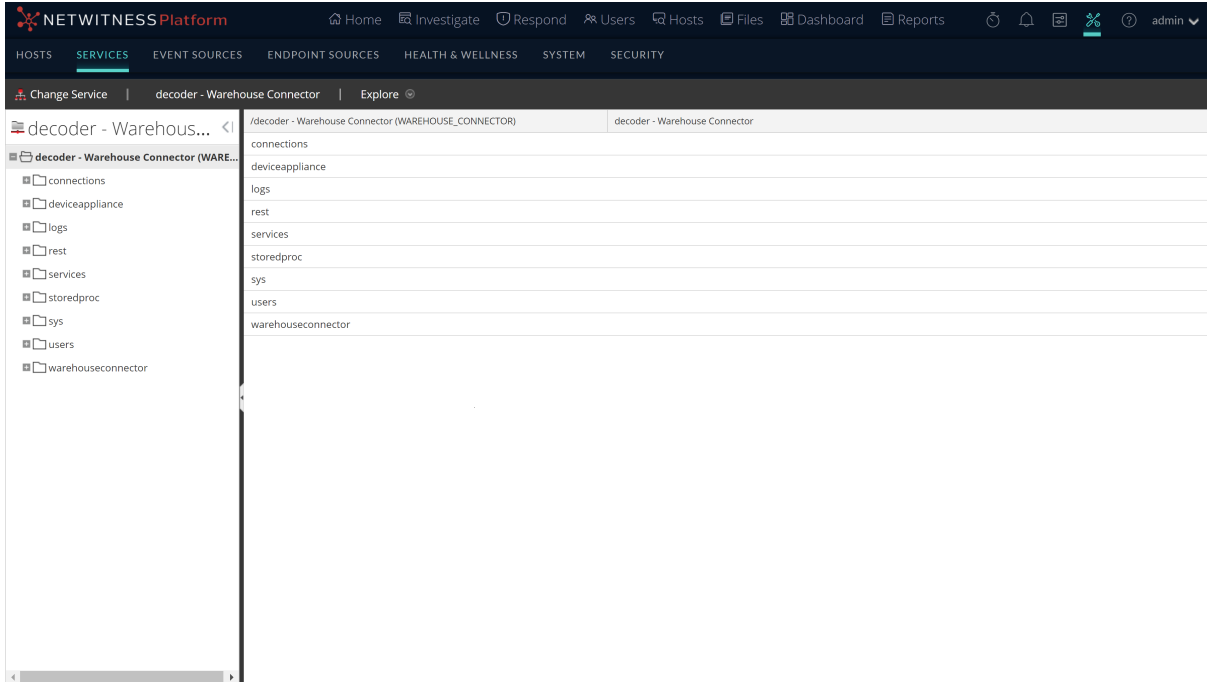 NETWITNESS Platform Home Investigate Respond Users Hosts Files Dashboard Reports admin
HOSTS SERVICES EVENT SOURCES ENDPOINT SOURCES HEALTH & WELLNESS SYSTEM SECURITY
Change Service | decoder - Warehouse Connector | Explore
decoder - Warehous...
decoder - Warehouse Connector (WARE...
connections
deviceappliance
logs
rest
services
storedproc
sys
users
warehouseconnector
/decoder - Warehouse Connector (WAREHOUSE_CONNECTOR) decoder - Warehouse Connector
connections
deviceappliance
logs
rest
services
storedproc
sys
users
warehouseconnector